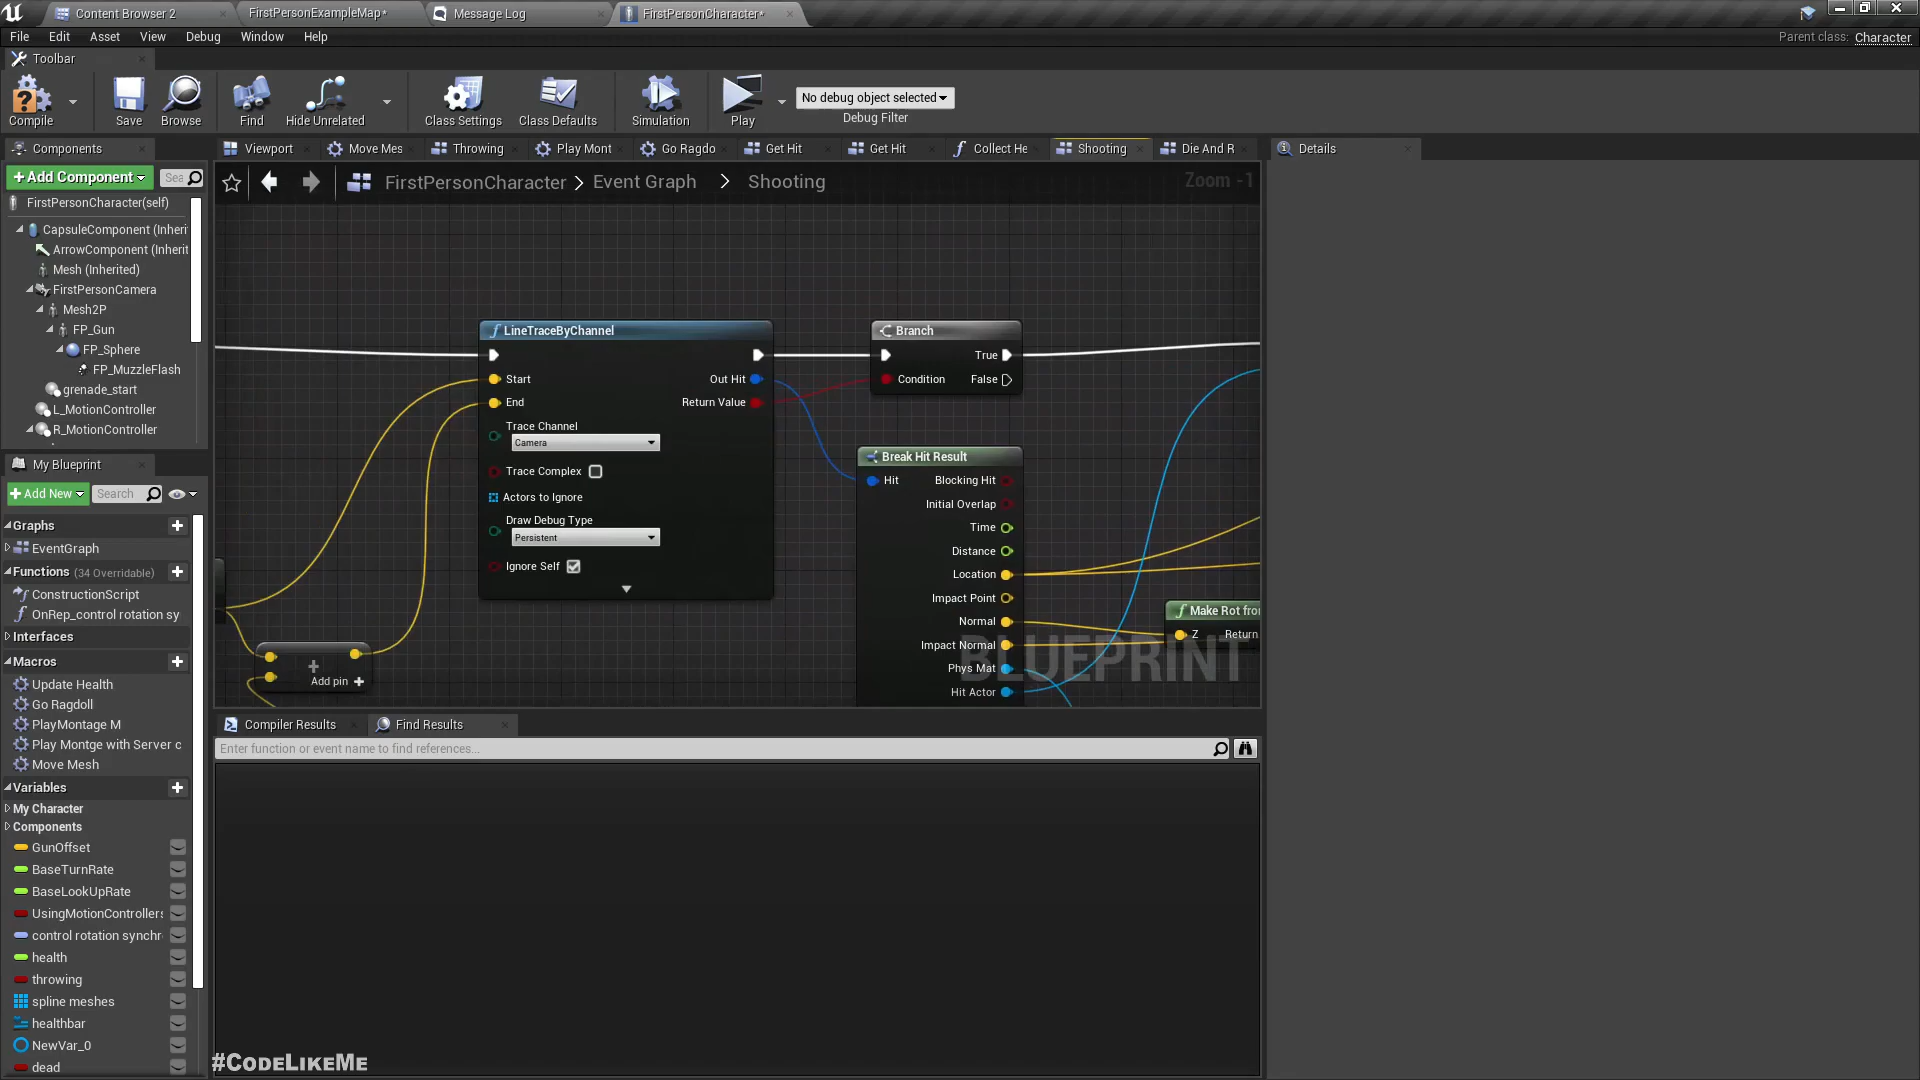 Content Browser 2
FirstPersonExampleMap*
Message Log
FirstPersonCharacter*
File Edit Asset View Debug Window Help
Parent class: Character
Toolbar
Compile
Save
Browse
Find
Hide Unrelated
Class Settings
Class Defaults
Simulation
Play
No debug object selected
Debug Filter
Components
Viewport
Move Mes
Throwing
Play Mont
Go Ragdo
Get Hit
Get Hit
Collect He
Shooting
Die And R
Details
+Add Component
Sea
FirstPersonCharacter > Event Graph > Shooting
Zoom -1
FirstPersonCharacter(self)
CapsuleComponent (Inheri
ArrowComponent (Inherit
Mesh (Inherited)
FirstPersonCamera
Mesh2P
FP_Gun
FP_Sphere
FP_MuzzleFlash
grenade_start
L_MotionController
R_MotionController
My Blueprint
+Add New
Search
Graphs
EventGraph
Functions (34 Overridable)
ConstructionScript
OnRep_control rotation sy
Interfaces
Macros
Update Health
Go Ragdoll
PlayMontage M
Play Montge with Server c
Move Mesh
Variables
My Character
Components
GunOffset
BaseTurnRate
BaseLookUpRate
UsingMotionControllers
control rotation synchr
health
throwing
spline meshes
healthbar
NewVar_0
dead
LineTraceByChannel
Start
Out Hit
End
Return Value
Trace Channel
Camera
Trace Complex
Actors to Ignore
Draw Debug Type
Persistent
Ignore Self
Branch
True
Condition
False
Break Hit Result
Hit
Blocking Hit
Initial Overlap
Time
Distance
Location
Impact Point
Normal
Impact Normal
Phys Mat
Hit Actor
Make Rot fro
Z
Return
Add pin +
BLUEPRINT
Compiler Results
Find Results
Enter function or event name to find references...
#CodeLikeMe